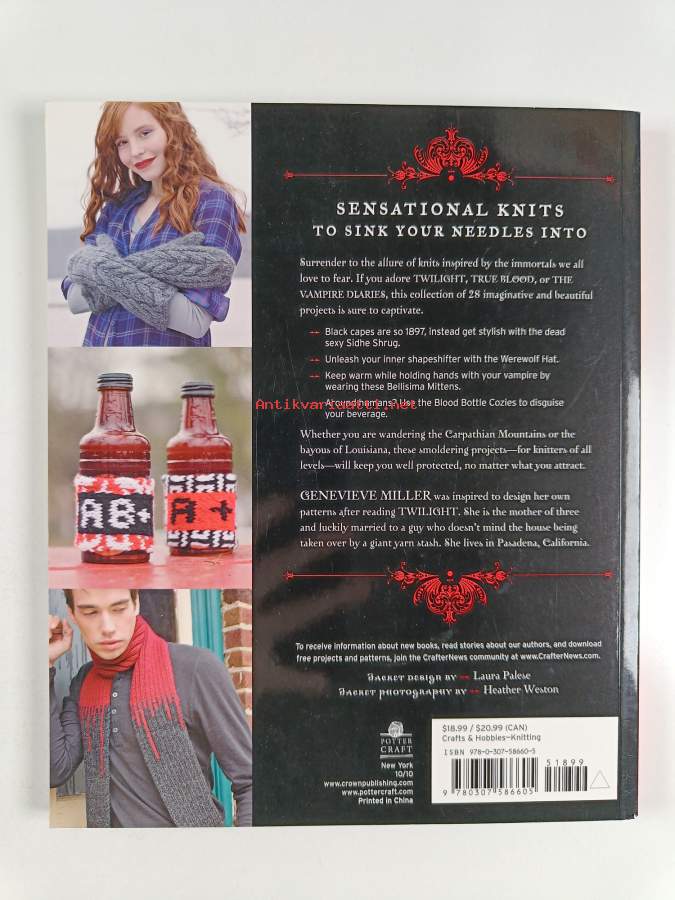 SENSATIONAL KNITS
TO SINK YOUR NEEDLES INTO
Surrender to the allure of knits inspired by the immortals we all
love to fear. If you adore TWILIGHT, TRUE BLOOD, or THE
VAMPIRE DIARIES, this collection of 28 imaginative and beautiful
projects is sure to captivate.
Black capes are so 1897, instead get stylish with the dead
sexy Sidhe Shrug.
Unleash your inner shapeshifter with the Werewolf Hat.
Keep warm while holding hands with your vampire by
wearing these Bellisima Mittens.
Around humans? Use the Blood Bottle Cozies to disguise
your beverage.
Antikvariaatti.net
Whether you are wandering the Carpathian Mountains or the
bayous of Louisiana, these smoldering projects—for knitters of all
levels—will keep you well protected, no matter what you attract.
GENEVIEVE MILLER was inspired to design her own
patterns after reading TWILIGHT. She is the mother of three
and luckily married to a guy who doesn't mind the house being
taken over by a giant yarn stash. She lives in Pasadena, California.
AB+
A+
To receive information about new books, read stories about our authors, and download
free projects and patterns, join the CrafterNews community at www.CrafterNews.com.
JACKET DESIGN BY Laura Palese
JACKET PHOTOGRAPHY BY Heather Weston
POTTER
CRAFT
New York
10/10
www.crownpublishing.com
www.pottercraft.com
Printed in China
$18.99 / $20.99 (CAN)
Crafts & Hobbies–Knitting
ISBN 978-0-307-58660-5
51899
9 780307 586605